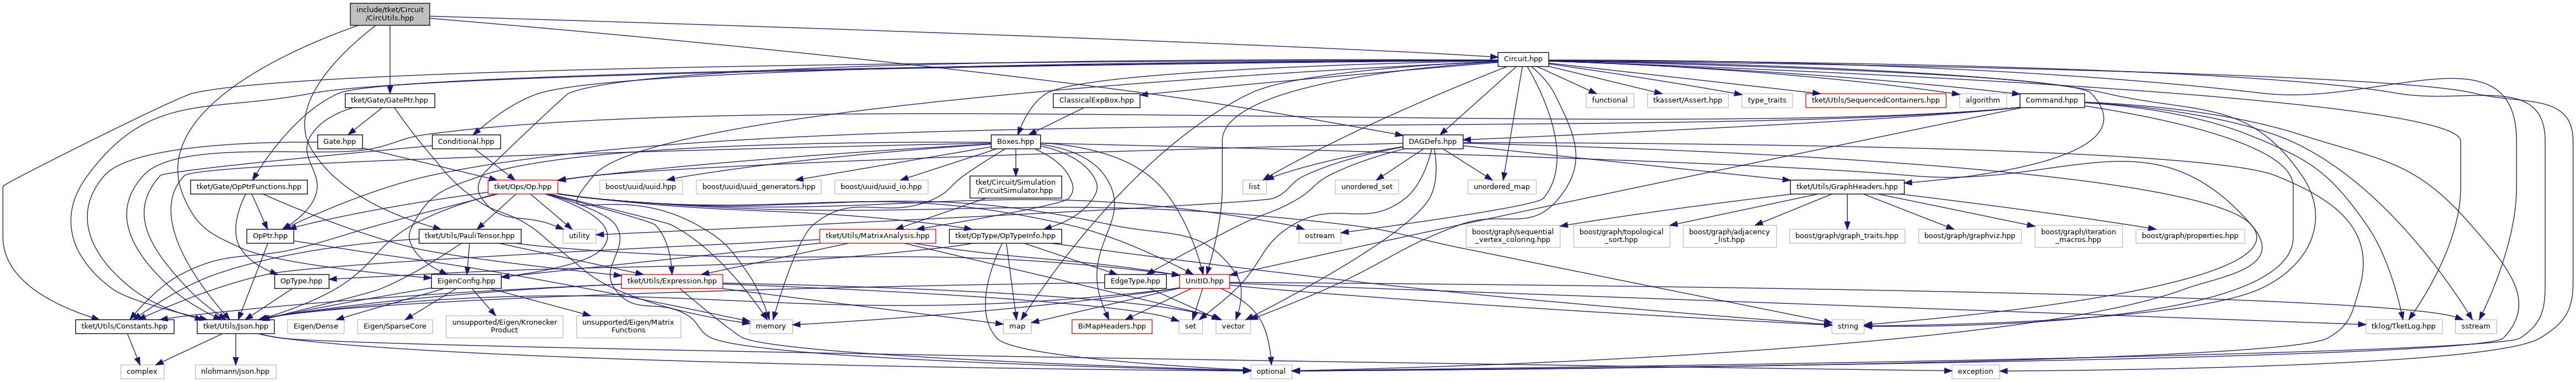 include/tket/Circuit
/CircUtils.hpp
Circuit.hpp
tket/Gate/GatePtr.hpp
ClassicalExpBox.hpp
functional
tkassert/Assert.hpp
type_traits
tket/Utils/SequencedContainers.hpp
algorithm
Command.hpp
Gate.hpp
Conditional.hpp
Boxes.hpp
DAGDefs.hpp
tket/Gate/OpPtrFunctions.hpp
tket/Ops/Op.hpp
boost/uuid/uuid.hpp
boost/uuid/uuid_generators.hpp
boost/uuid/uuid_io.hpp
tket/Circuit/Simulation
/CircuitSimulator.hpp
list
unordered_set
unordered_map
tket/Utils/GraphHeaders.hpp
OpPtr.hpp
tket/Utils/PauliTensor.hpp
utility
tket/Utils/MatrixAnalysis.hpp
tket/OpType/OpTypeInfo.hpp
ostream
boost/graph/sequential
_vertex_coloring.hpp
boost/graph/topological
_sort.hpp
boost/graph/adjacency
_list.hpp
boost/graph/graph_traits.hpp
boost/graph/graphviz.hpp
boost/graph/iteration
_macros.hpp
boost/graph/properties.hpp
OpType.hpp
EigenConfig.hpp
tket/Utils/Expression.hpp
EdgeType.hpp
UnitID.hpp
tket/Utils/Constants.hpp
tket/Utils/Json.hpp
Eigen/Dense
Eigen/SparseCore
unsupported/Eigen/Kronecker
Product
unsupported/Eigen/Matrix
Functions
memory
map
BiMapHeaders.hpp
set
vector
string
tklog/TketLog.hpp
sstream
complex
nlohmann/json.hpp
optional
exception